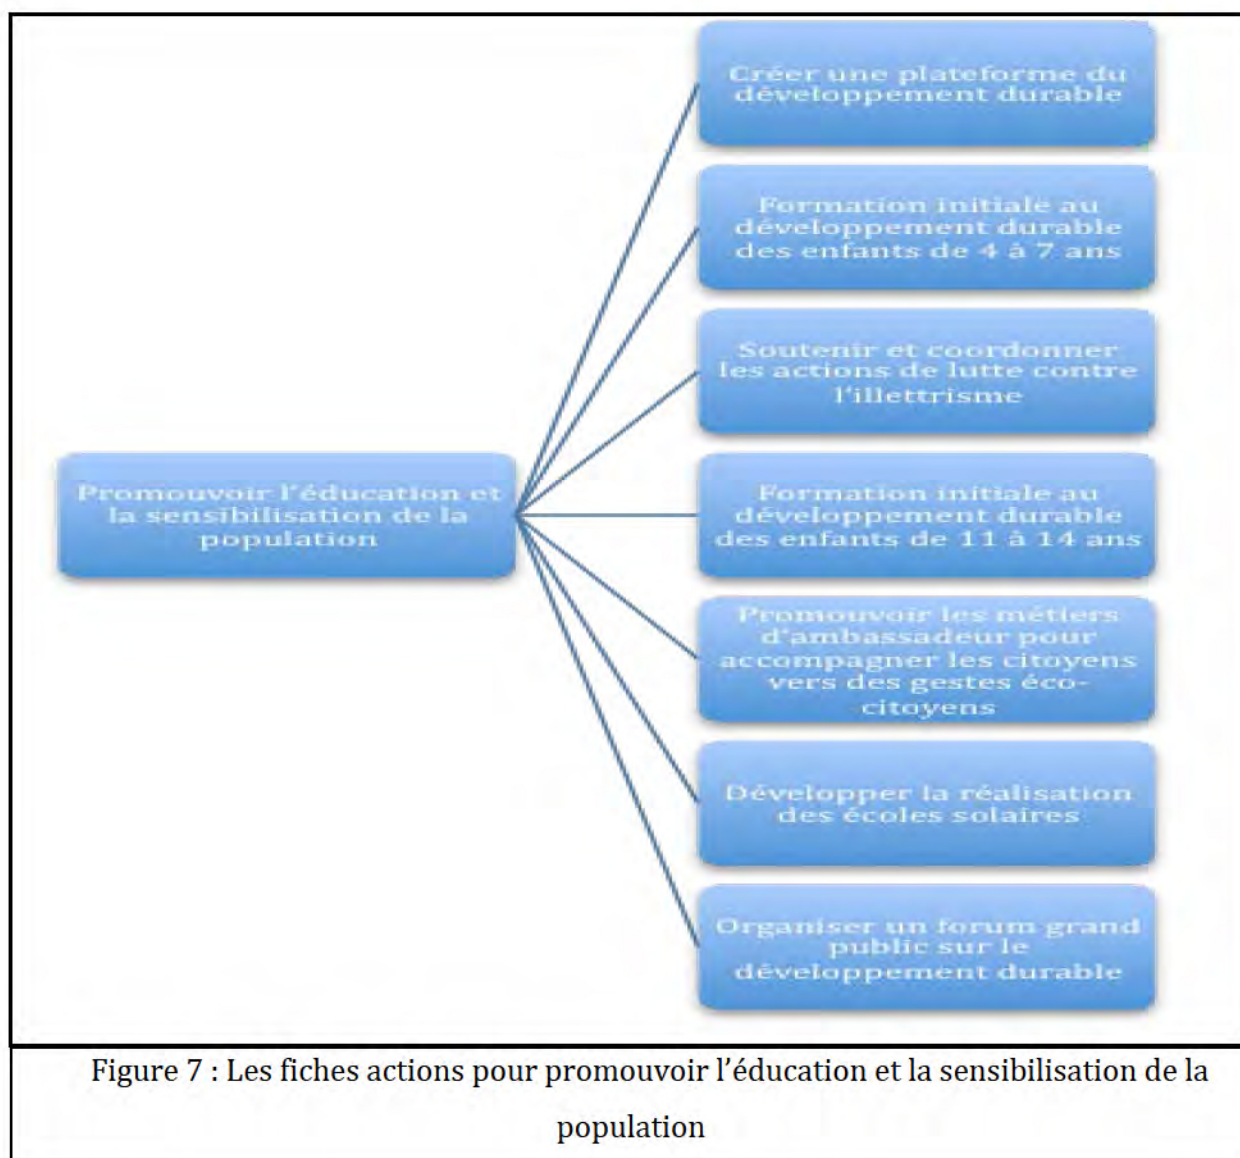 Créer une plateforme du
développement durable
Formation initiale au
développement durable
des enfants de 4 à 7 ans
Soutenir et coordonner
les actions de lutte contre
l'illettrisme
Promouvoir l'éducation et
la sensibilisation de la
population
Formation initiale au
développement durable
des enfants de 11 à 14 ans
Promouvoir les métiers
d'ambassadeur pour
accompagner les citoyens
vers des gestes éco-
citoyens
Développer la réalisation
des écoles solaires
Organiser un forum grand
public sur le
développement durable
Figure 7 : Les fiches actions pour promouvoir l'éducation et la sensibilisation de la
population